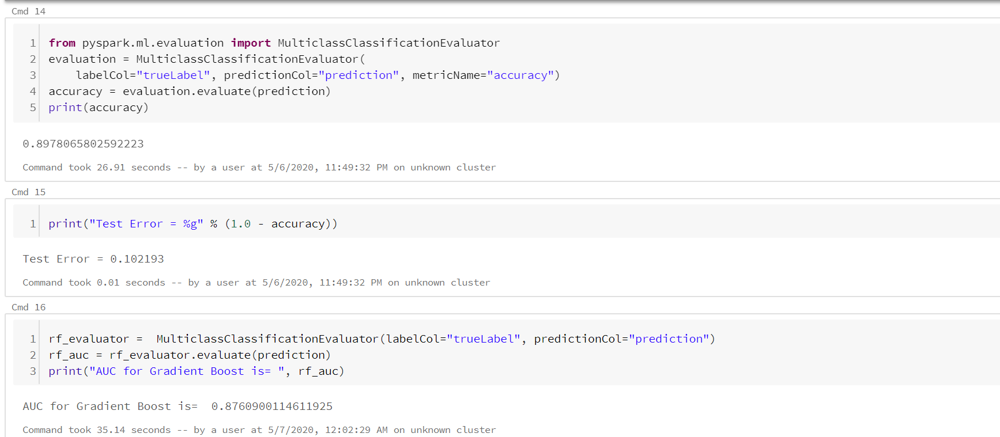 Cmd 14
1 from pyspark.ml.evaluation import MulticlassClassificationEvaluator
2 evaluation = MulticlassClassificationEvaluator(
3     labelCol="trueLabel", predictionCol="prediction", metricName="accuracy")
4 accuracy = evaluation.evaluate(prediction)
5 print(accuracy)
0.8978065802592223
Command took 26.91 seconds -- by a user at 5/6/2020, 11:49:32 PM on unknown cluster
Cmd 15
1 print("Test Error = %g" % (1.0 - accuracy))
Test Error = 0.102193
Command took 0.01 seconds -- by a user at 5/6/2020, 11:49:32 PM on unknown cluster
Cmd 16
1 rf_evaluator =  MulticlassClassificationEvaluator(labelCol="trueLabel", predictionCol="prediction")
2 rf_auc = rf_evaluator.evaluate(prediction)
3 print("AUC for Gradient Boost is= ", rf_auc)
AUC for Gradient Boost is=  0.8760900114611925
Command took 35.14 seconds -- by a user at 5/7/2020, 12:02:29 AM on unknown cluster